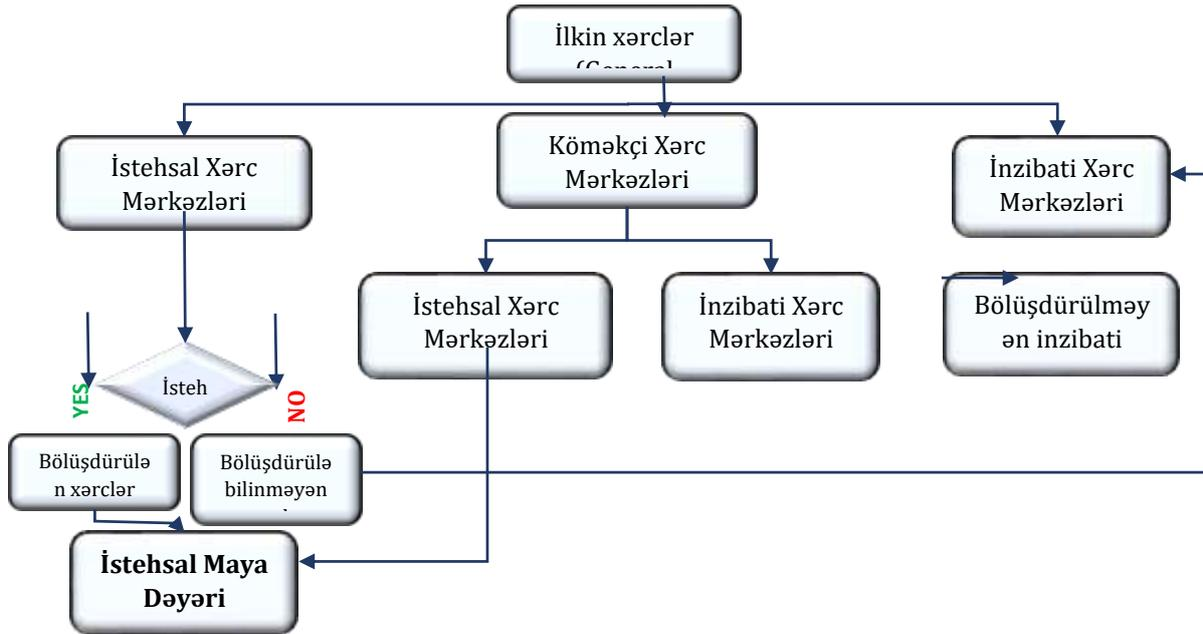 İlkin xərclər
İstehsal Xərc
Mərkəzləri
Köməkçi Xərc
Mərkəzləri
İnzibati Xərc
Mərkəzləri
İstehsal Xərc
Mərkəzləri
İnzibati Xərc
Mərkəzləri
Bölüşdürülməy
ən inzibati
İsteh
YES
NO
Bölüşdürülə
n xərclər
Bölüşdürülə
bilinməyən
İstehsal Maya
Dəyəri